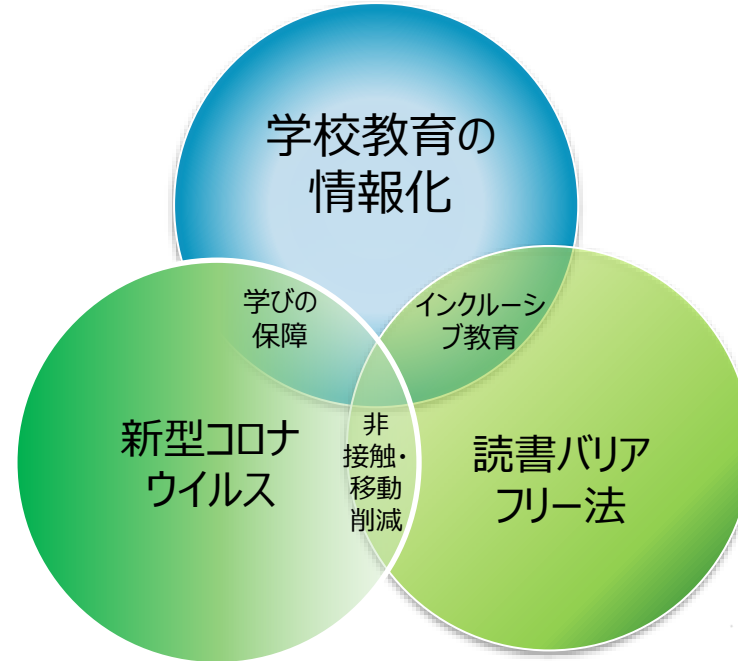 学校教育の
情報化
学びの
保障
インクルーシ
ブ教育
新型コロナ
ウイルス
非
接触・
移動
削減
読書バリア
フリー法